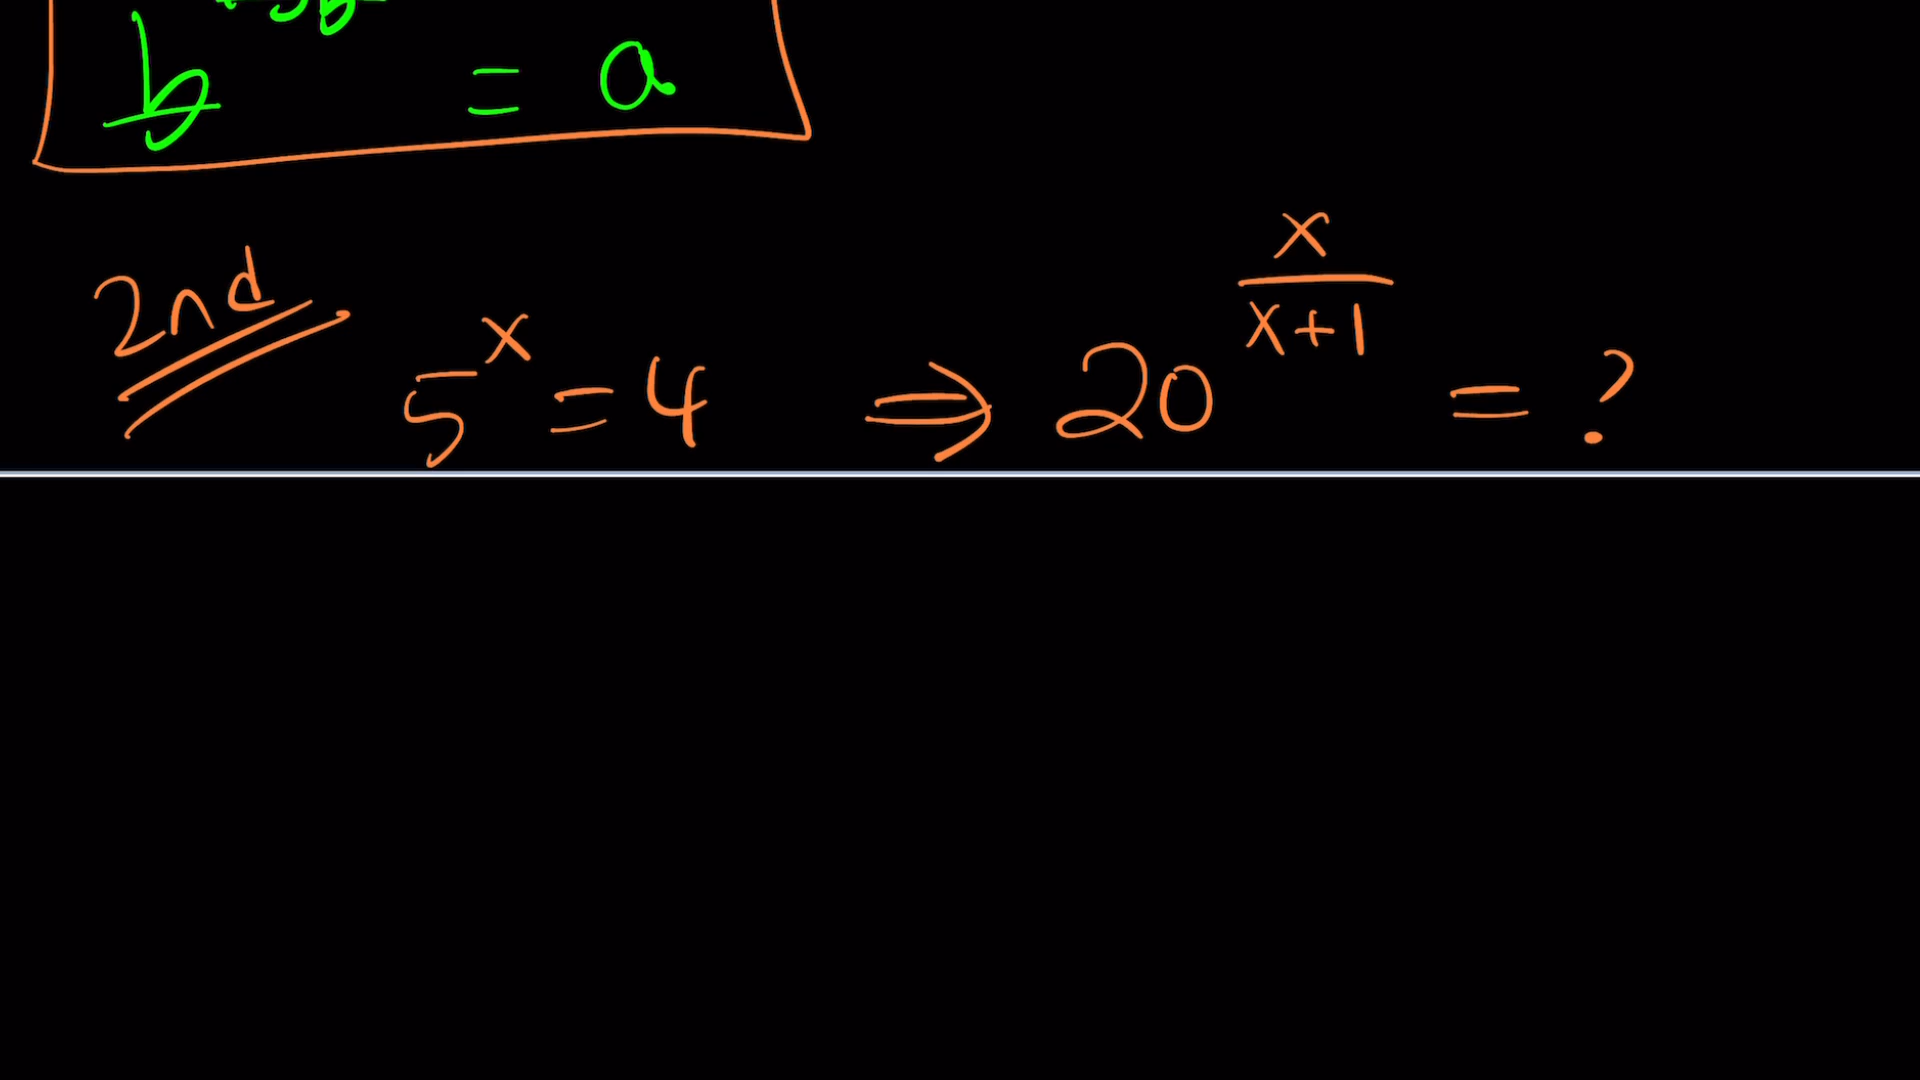 b = a
2nd
5^x = 4 ⇒ 20^(x/(x+1)) = ?